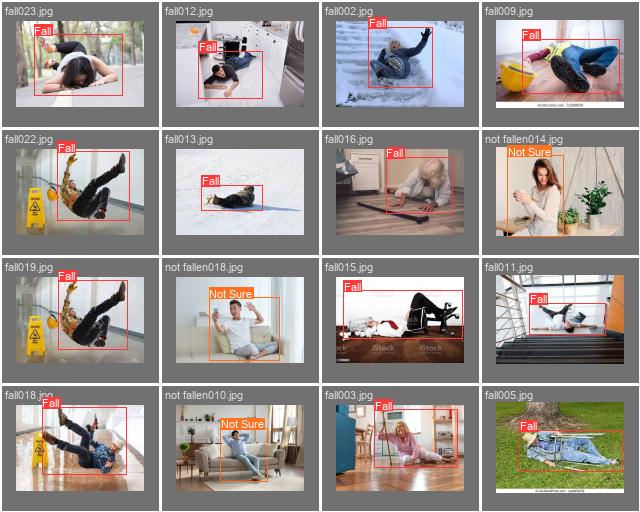 fall023.jpg
Fall
fall012.jpg
Fall
fall002.jpg
Fall
fall009.jpg
Fall
fall022.jpg
Fall
fall013.jpg
Fall
fall016.jpg
Fall
not fallen014.jpg
Not Sure
fall019.jpg
Fall
not fallen018.jpg
Not Sure
fall015.jpg
Fall
iStock
iStock
fall011.jpg
Fall
fall018.jpg
Fall
not fallen010.jpg
Not Sure
fall003.jpg
Fall
fall005.jpg
Fall